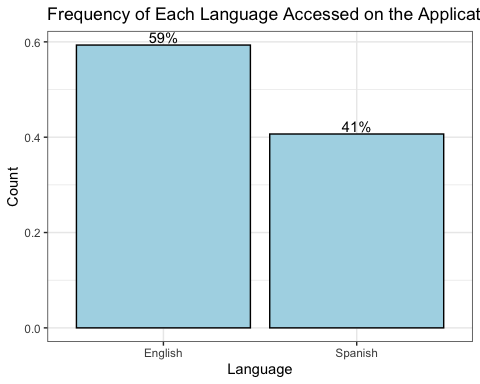 Frequency of Each Language Accessed on the Applicat
59%
41%
0.6
0.4
0.2
0.0
Count
English
Spanish
Language